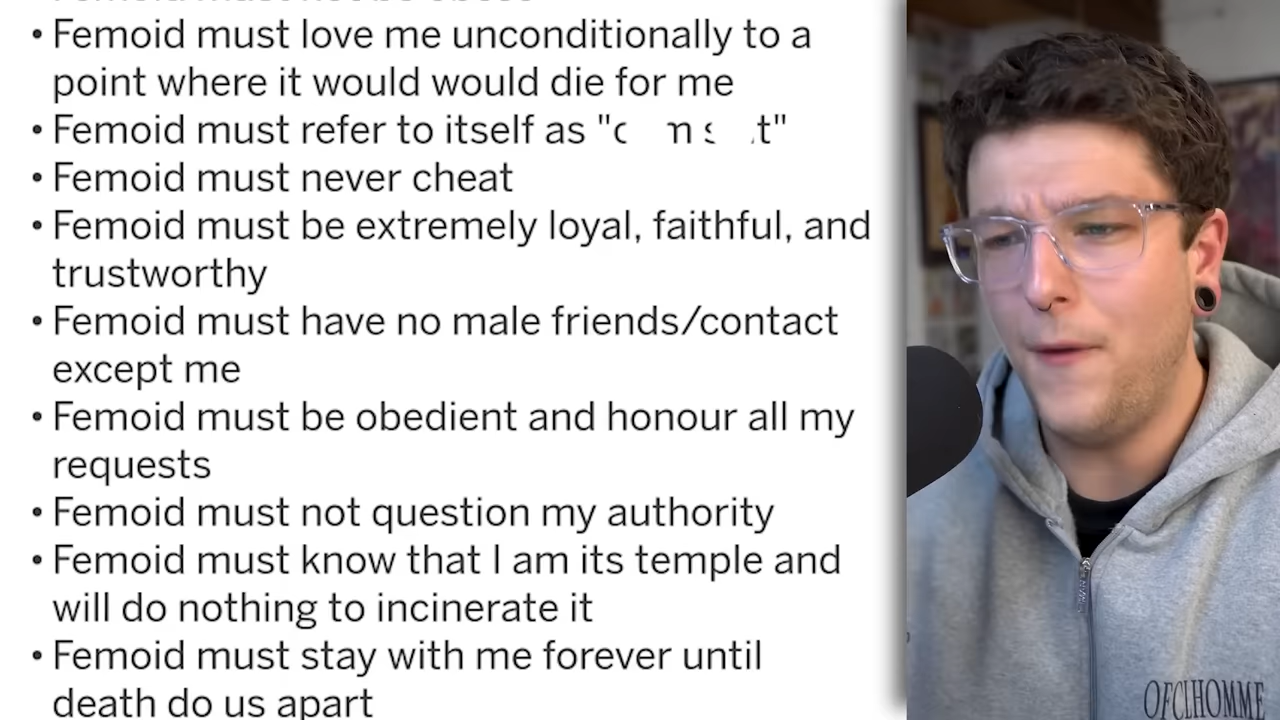 • Femoid must love me unconditionally to a
point where it would would die for me
• Femoid must refer to itself as
• Femoid must never cheat
• Femoid must be extremely loyal, faithful, and
trustworthy
• Femoid must have no male friends/contact
except me
• Femoid must be obedient and honour all my
requests
• Femoid must not question my authority
• Femoid must know that I am its temple and
will do nothing to incinerate it
• Femoid must stay with me forever until
death do us apart
OFCLHOMME